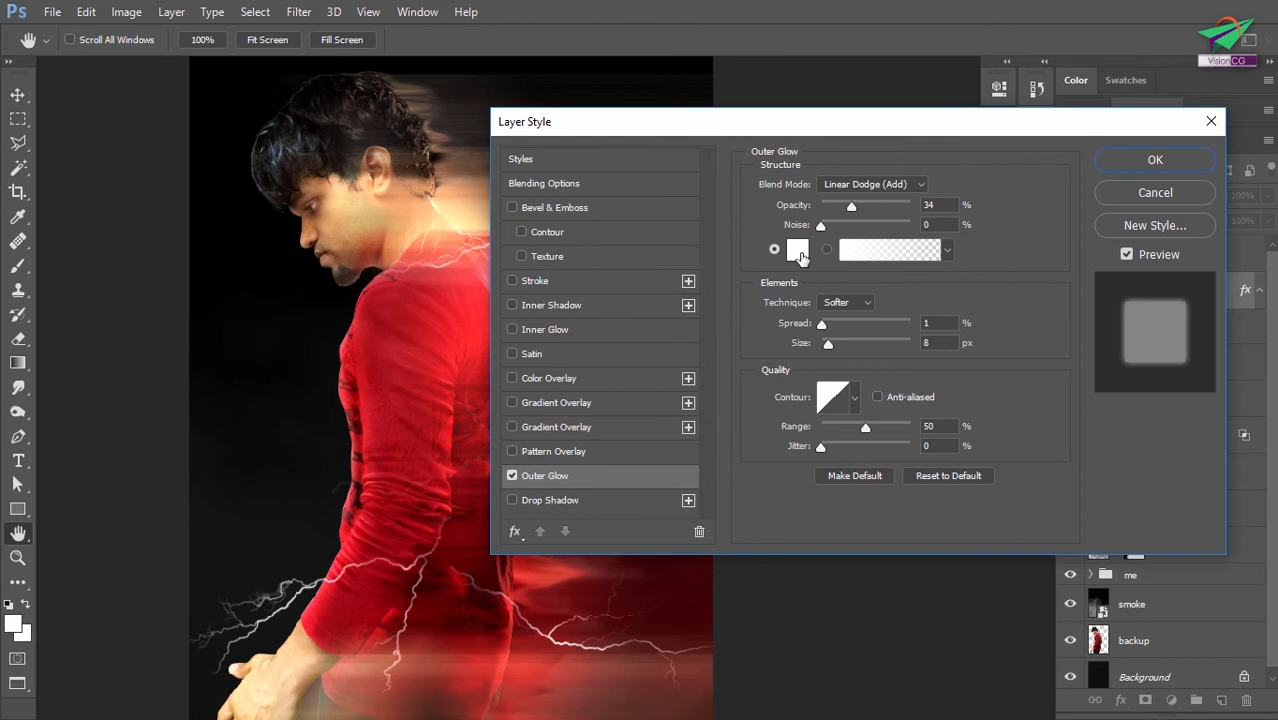 Ps File Edit Image Layer Type Select Filter 3D View Window Help
Scroll All Windows 100% Fit Screen Fill Screen
VisionCG
Color Swatches
Layer Style
Styles
Blending Options
Bevel & Emboss
Contour
Texture
Stroke
Inner Shadow
Inner Glow
Satin
Color Overlay
Gradient Overlay
Gradient Overlay
Pattern Overlay
Outer Glow
Drop Shadow
fx
Outer Glow
Structure
Blend Mode: Linear Dodge (Add)
Opacity: 34 %
Noise: 0 %
Elements
Technique: Softer
Spread: 1 %
Size: 8 px
Quality
Contour: Anti-aliased
Range: 50 %
Jitter: 0 %
Make Default Reset to Default
OK
Cancel
New Style...
Preview
fx
me
smoke
backup
Background
fx